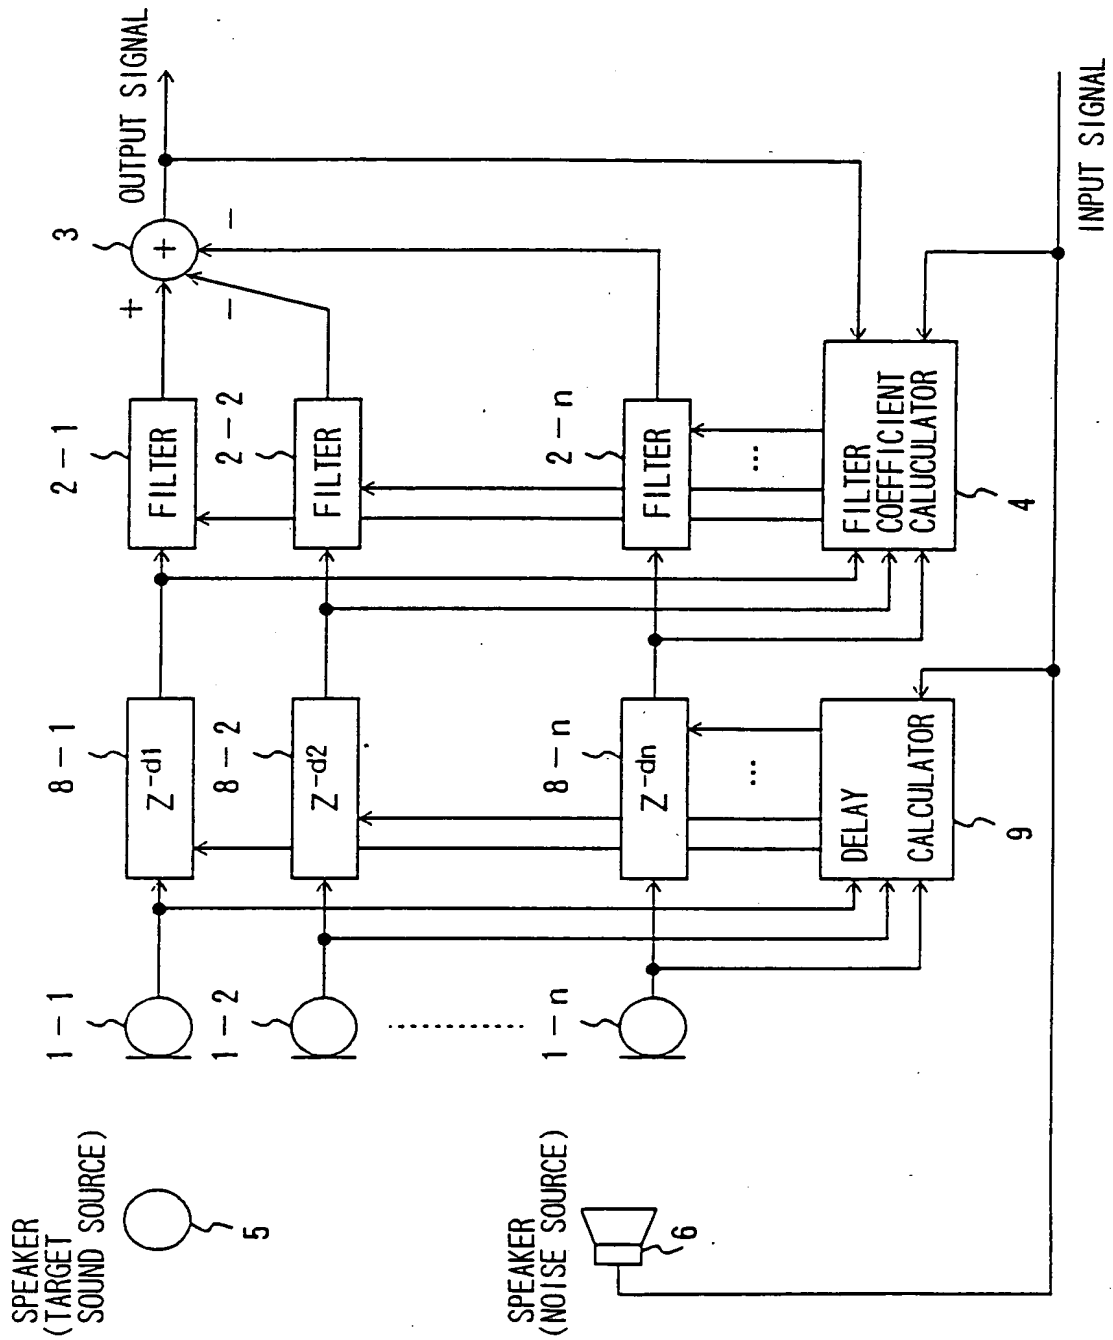 SPEAKER
(TARGET
SOUND SOURCE)
5
SPEAKER
(NOISE SOURCE)
6
1-1
1-2
1-n
8-1
Z-d1
8-2
Z-d2
8-n
Z-dn
...
DELAY
CALCULATOR
9
2-1
FILTER
2-2
FILTER
2-n
FILTER
...
FILTER
COEFFICIENT
CALUCULATOR
4
3
+
+
-
-
OUTPUT SIGNAL
INPUT SIGNAL